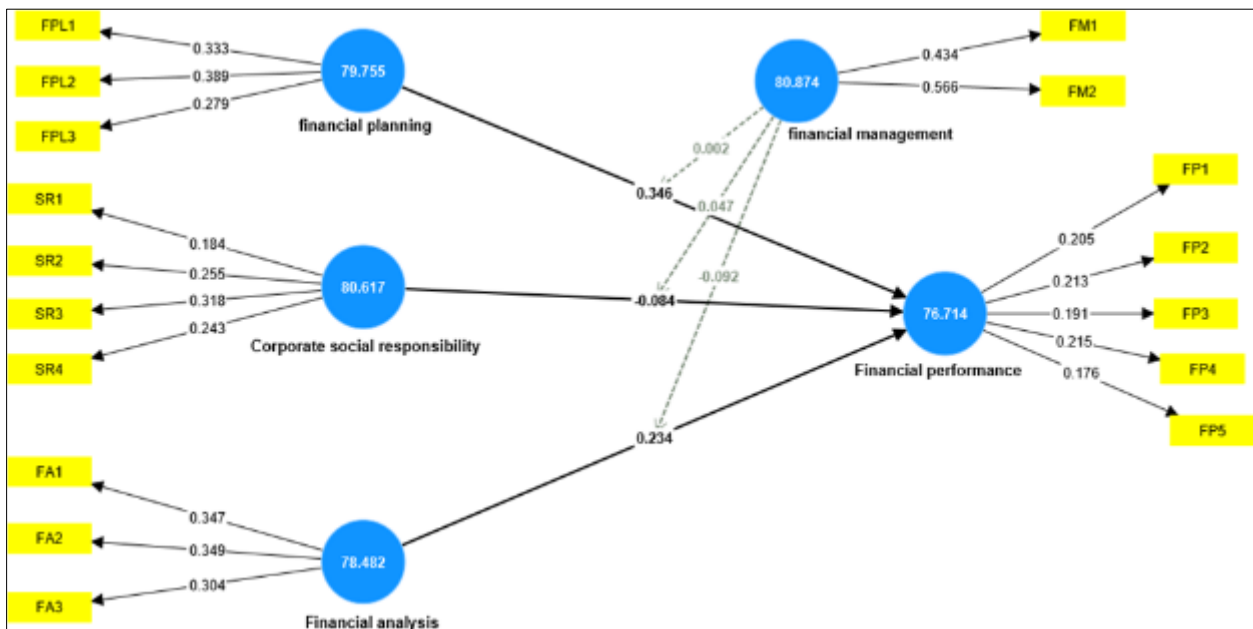 FPL1
0.333
FPL2
0.389
FPL3
0.279
79.755
financial planning
SR1
0.184
SR2
0.255
SR3
0.318
SR4
0.243
80.617
Corporate social responsibility
FA1
0.347
FA2
0.349
FA3
0.304
78.482
Financial analysis
0.346
-0.084
0.234
0.002
0.047
-0.092
80.874
financial management
FM1
0.434
FM2
0.566
76.714
Financial performance
FP1
0.205
FP2
0.213
FP3
0.191
FP4
0.215
FP5
0.176